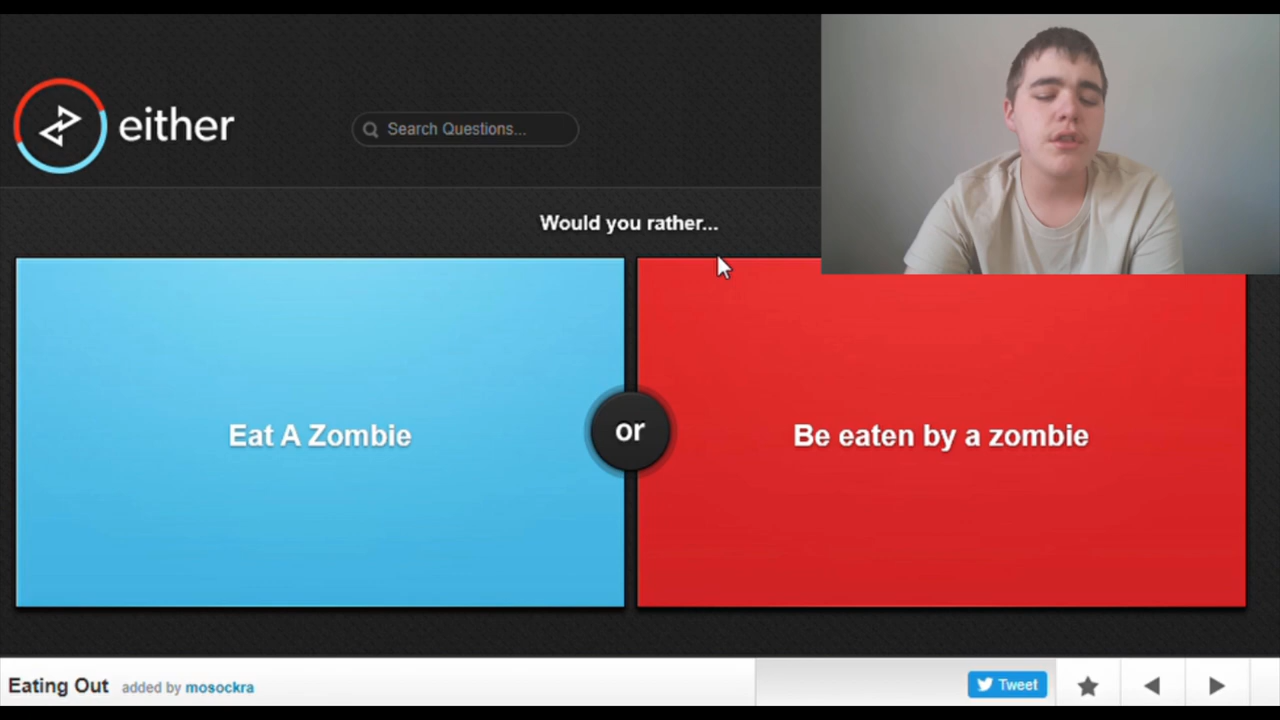 either
Search Questions...
Would you rather...
Eat A Zombie
or
Be eaten by a zombie
Eating Out added by mosockra
Tweet